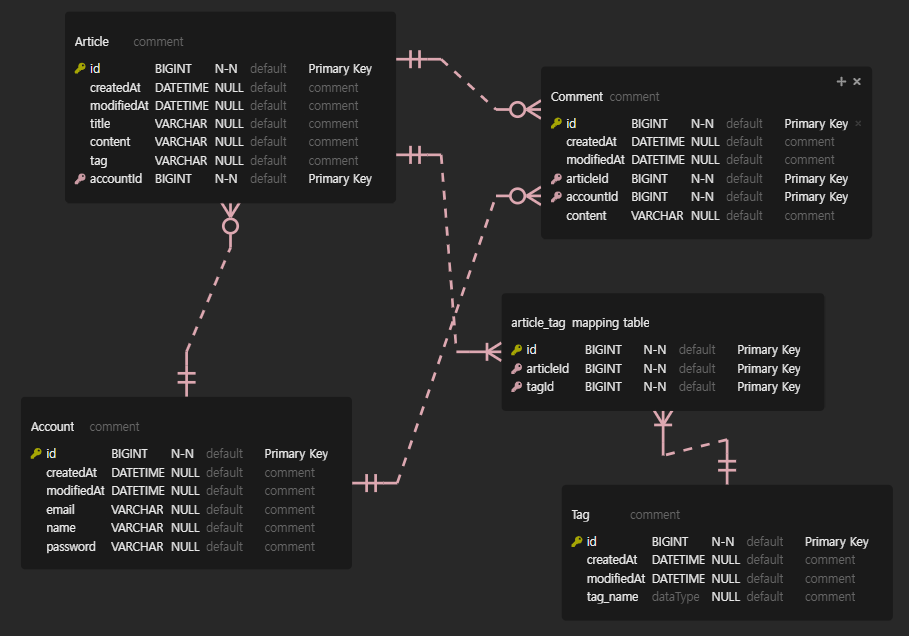 Article comment
id BIGINT N-N default Primary Key
createdAt DATETIME NULL default comment
modifiedAt DATETIME NULL default comment
title VARCHAR NULL default comment
content VARCHAR NULL default comment
tag VARCHAR NULL default comment
accountId BIGINT N-N default Primary Key
Comment comment
id BIGINT N-N default Primary Key
createdAt DATETIME NULL default comment
modifiedAt DATETIME NULL default comment
articleId BIGINT N-N default Primary Key
accountId BIGINT N-N default Primary Key
content VARCHAR NULL default comment
article_tag mapping table
id BIGINT N-N default Primary Key
articleId BIGINT N-N default Primary Key
tagId BIGINT N-N default Primary Key
Account comment
id BIGINT N-N default Primary Key
createdAt DATETIME NULL default comment
modifiedAt DATETIME NULL default comment
email VARCHAR NULL default comment
name VARCHAR NULL default comment
password VARCHAR NULL default comment
Tag comment
id BIGINT N-N default Primary Key
createdAt DATETIME NULL default comment
modifiedAt DATETIME NULL default comment
tag_name dataType NULL default comment